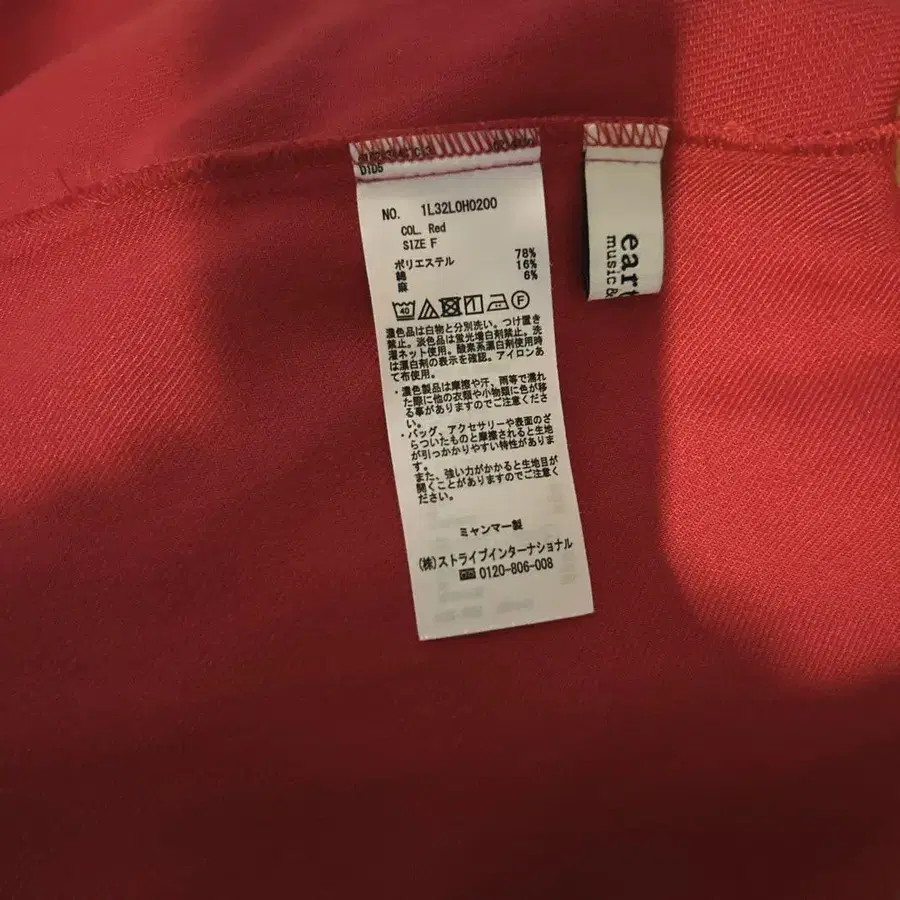 D1D5
NO. 1L32L0H0200
COL. Red
SIZE F
ポリエステル 78%
綿 16%
麻 6%
40 F
濃色品は白物と分別洗い。つけ置き
禁止。淡色品は蛍光増白剤禁止。洗
濯ネット使用。酸素系漂白剤使用時
は漂白剤の表示を確認。アイロンあ
て布使用。
・濃色製品は摩擦や汗、雨等で濡れ
た際に他の衣類や小物類に色が移
る事がありますのでご注意くださ
い。
・バッグ、アクセサリーや表面のざ
らついたものと摩擦されると生地
が引っかかりやすい特性がありま
す。
また、強い力がかかると生地目が
開くことがありますのでご注意く
ださい。
ミャンマー製
(株)ストライプインターナショナル
0120-806-008
eart
music&